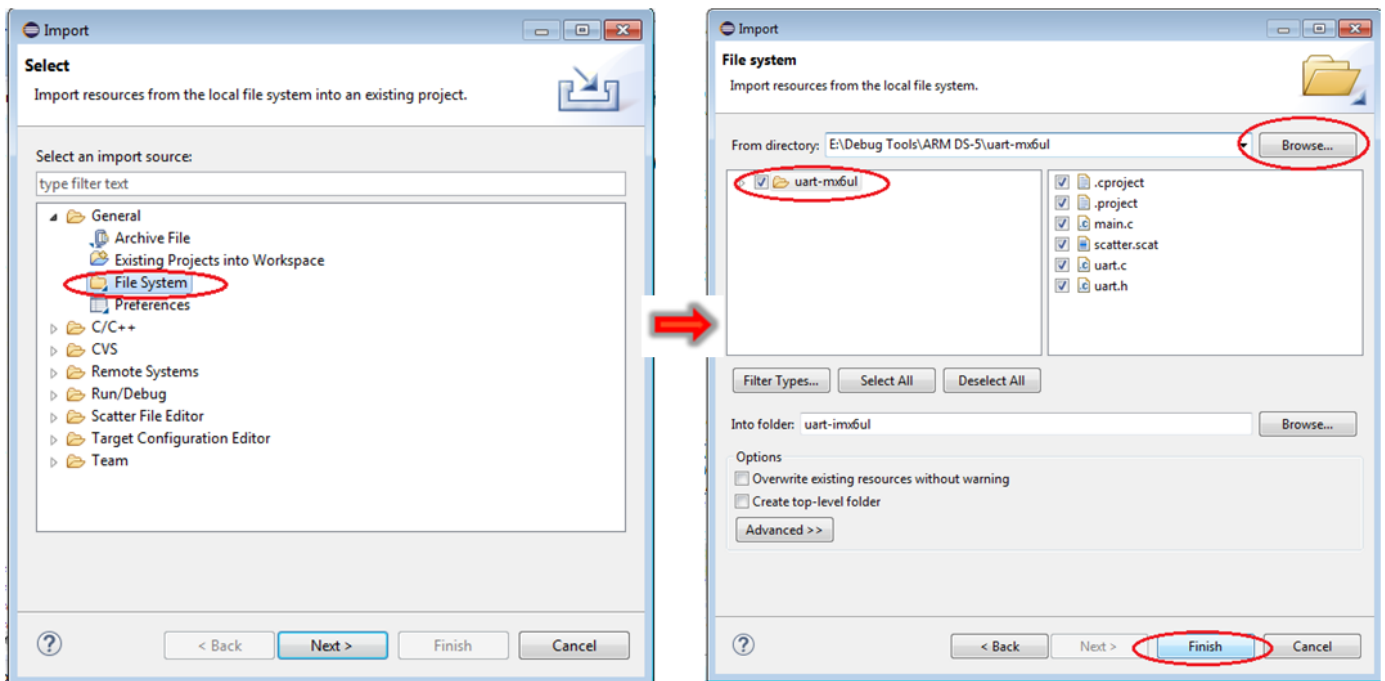 Import
Select
Import resources from the local file system into an existing project.
Select an import source:
type filter text
General
Archive File
Existing Projects into Workspace
File System
Preferences
C/C++
CVS
Remote Systems
Run/Debug
Scatter File Editor
Target Configuration Editor
Team
?
< Back
Next >
Finish
Cancel
Import
File system
Import resources from the local file system.
From directory: E:\Debug Tools\ARM DS-5\uart-mx6ul
Browse...
uart-mx6ul
.cproject
.project
main.c
scatter.scat
uart.c
uart.h
Filter Types...
Select All
Deselect All
Into folder: uart-imx6ul
Browse...
Options
Overwrite existing resources without warning
Create top-level folder
Advanced >>
?
< Back
Next >
Finish
Cancel